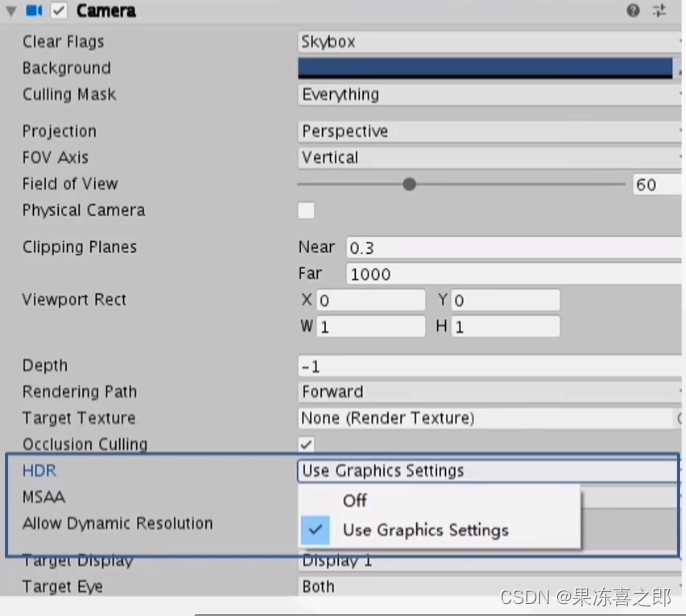 Camera
Clear Flags Skybox
Background
Culling Mask Everything
Projection Perspective
FOV Axis Vertical
Field of View 60
Physical Camera
Clipping Planes Near 0.3
Far 1000
Viewport Rect X 0 Y 0
W 1 H 1
Depth -1
Rendering Path Forward
Target Texture None (Render Texture)
Occlusion Culling
HDR Use Graphics Settings
MSAA Off
Allow Dynamic Resolution Use Graphics Settings
Target Display Display 1
Target Eye Both
CSDN @果冻喜之郎